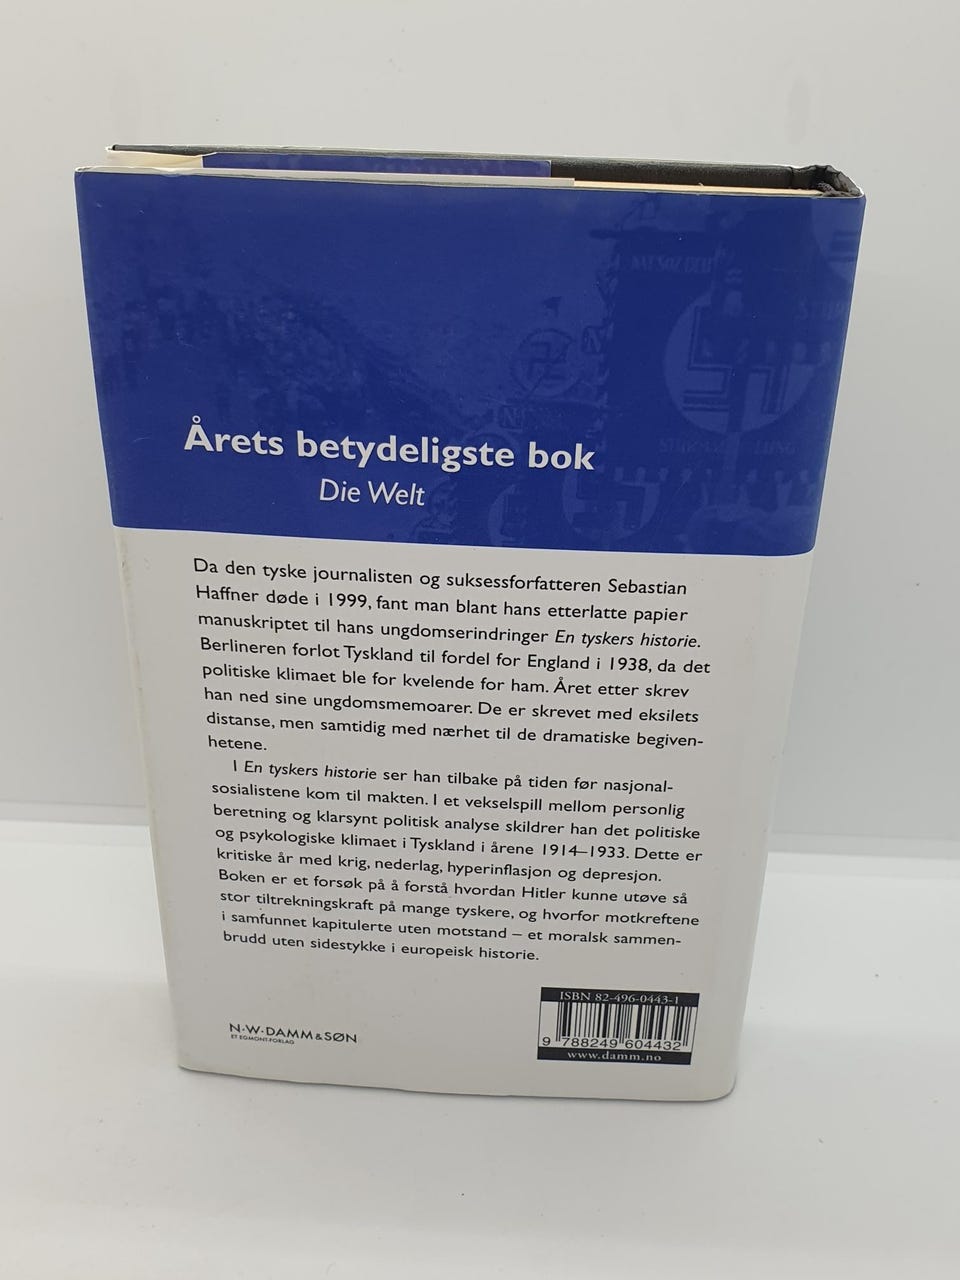 NAT. SOZ. DEUT
Årets betydeligste bok
Die Welt
Da den tyske journalisten og suksessforfatteren Sebastian
Haffner døde i 1999, fant man blant hans etterlatte papier
manuskriptet til hans ungdomserindringer En tyskers historie.
Berlineren forlot Tyskland til fordel for England i 1938, da det
politiske klimaet ble for kvelende for ham. Året etter skrev
han ned sine ungdomsmemoarer. De er skrevet med eksilets
distanse, men samtidig med nærhet til de dramatiske begiven-
hetene.
I En tyskers historie ser han tilbake på tiden før nasjonal-
sosialistene kom til makten. I et vekselspill mellom personlig
beretning og klarsynt politisk analyse skildrer han det politiske
og psykologiske klimaet i Tyskland i årene 1914–1933. Dette er
kritiske år med krig, nederlag, hyperinflasjon og depresjon.
Boken er et forsøk på å forstå hvordan Hitler kunne utøve så
stor tiltrekningskraft på mange tyskere, og hvorfor motkreftene
i samfunnet kapitulerte uten motstand – et moralsk sammen-
brudd uten sidestykke i europeisk historie.
N·W·DAMM & SØN
ET EGMONT-FORLAG
ISBN 82-496-0443-1
9 788249 604432
www.damm.no